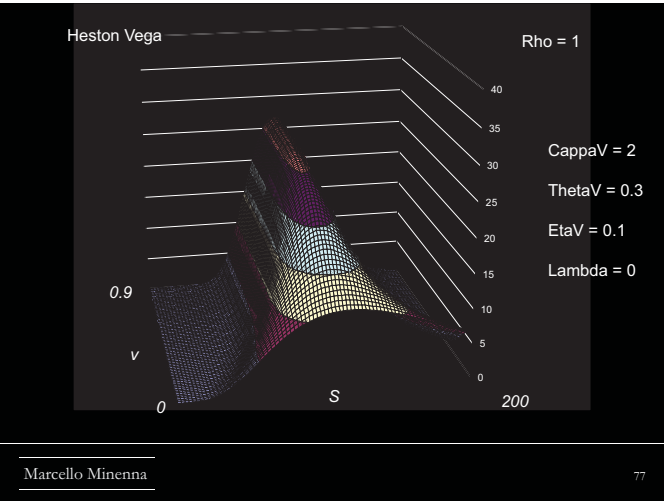 Heston Vega
Rho = 1
40
35
30
25
20
15
10
5
0
CappaV = 2
ThetaV = 0.3
EtaV = 0.1
Lambda = 0
0.9
v
0
S
200
Marcello Minenna
77